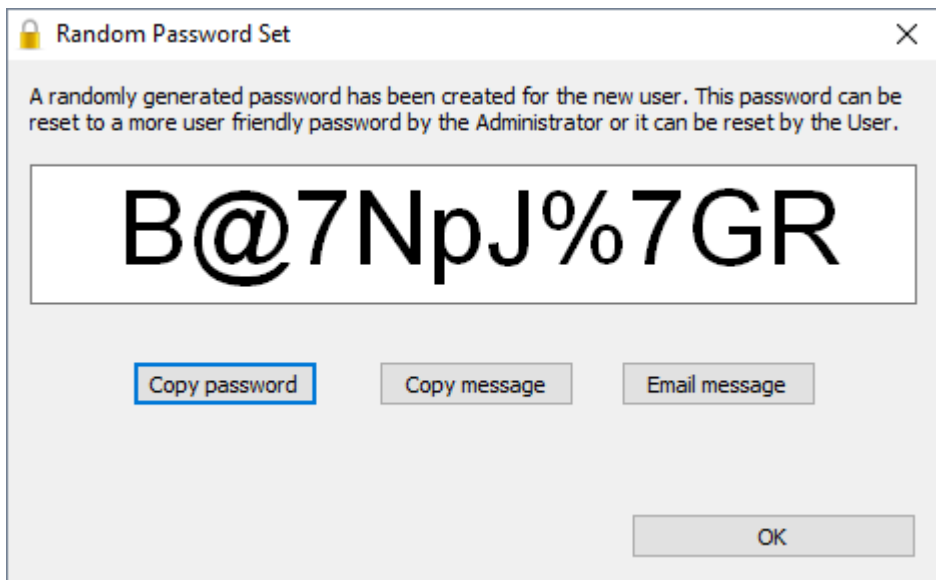 Random Password Set
A randomly generated password has been created for the new user. This password can be
reset to a more user friendly password by the Administrator or it can be reset by the User.
B@7NpJ%7GR
Copy password Copy message Email message
OK